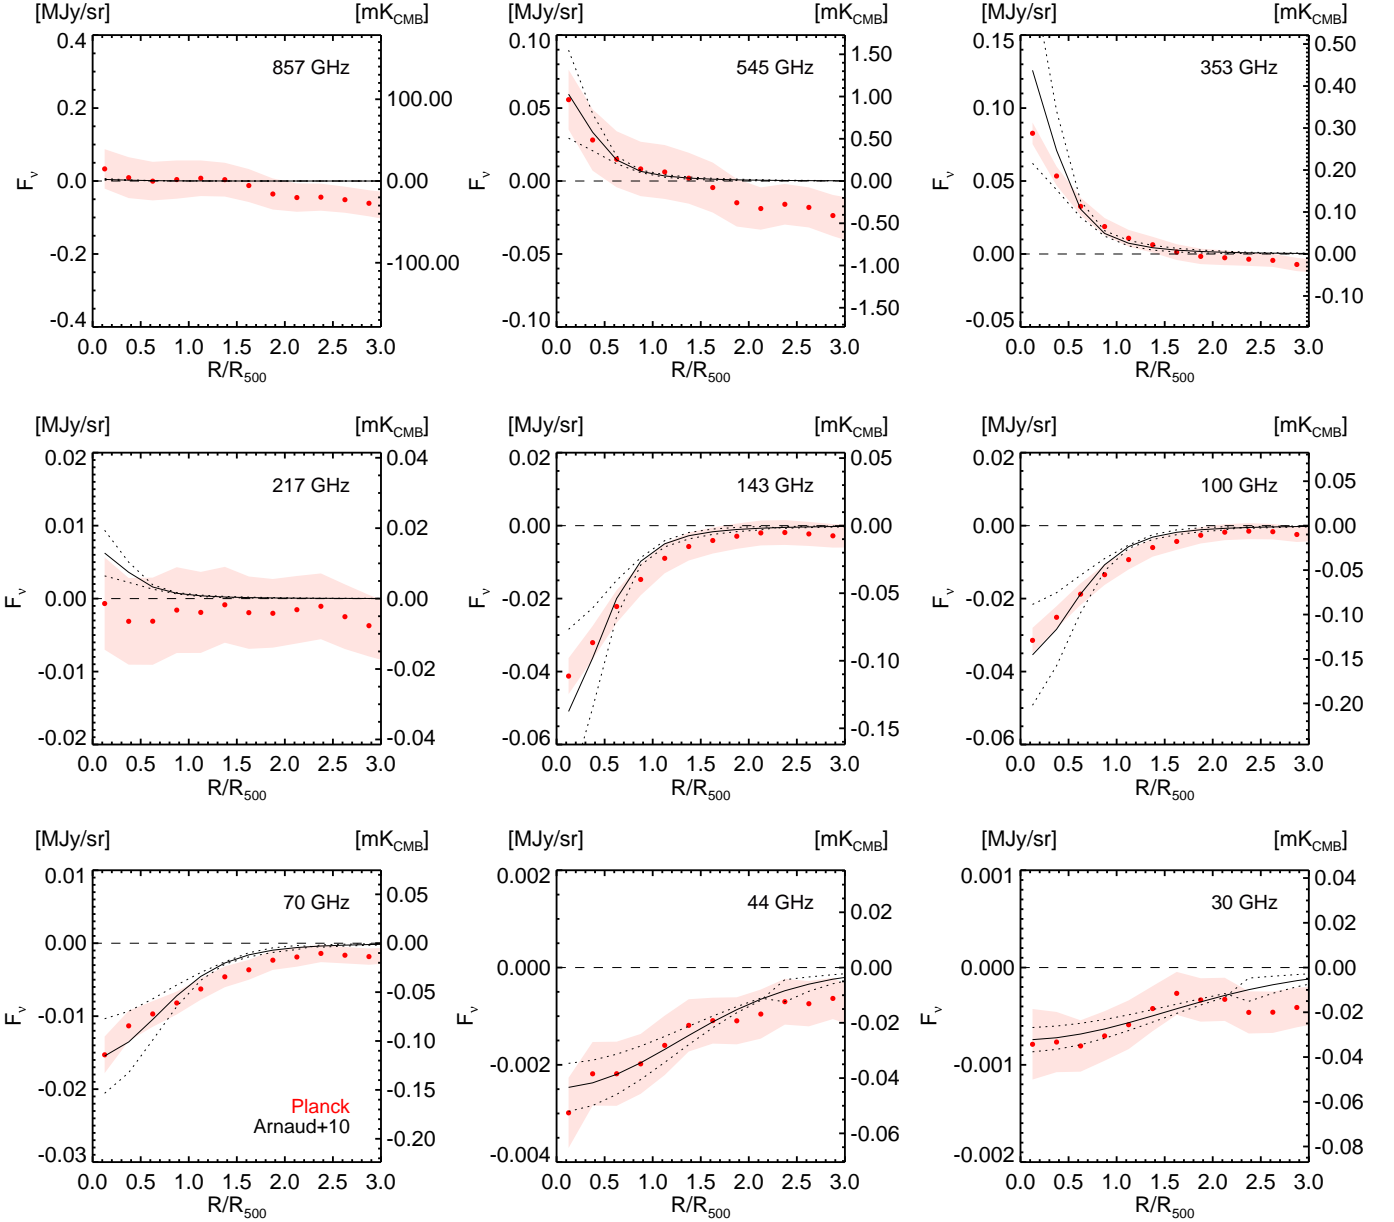 [MJy/sr] [mK_CMB] [MJy/sr] [mK_CMB] [MJy/sr] [mK_CMB]
0.4 0.10 0.15
857 GHz 545 GHz 353 GHz
1.50 0.50
0.2 100.00 0.05 1.00 0.10 0.40
0.50 0.30
F_ν 0.0 0.00 F_ν 0.00 0.00 F_ν 0.05 0.20
-0.50 0.10
-0.2 -100.00 -0.05 -1.00 0.00 0.00
-1.50 -0.10
-0.4 -0.10 -0.05
0.0 0.5 1.0 1.5 2.0 2.5 3.0 0.0 0.5 1.0 1.5 2.0 2.5 3.0 0.0 0.5 1.0 1.5 2.0 2.5 3.0
R/R_500 R/R_500 R/R_500
[MJy/sr] [mK_CMB] [MJy/sr] [mK_CMB] [MJy/sr] [mK_CMB]
0.02 0.04 0.02 0.05 0.02
217 GHz 143 GHz 100 GHz
0.05
0.01 0.02 0.00 0.00 0.00 0.00
F_ν 0.00 0.00 F_ν -0.02 -0.05 F_ν -0.02 -0.05
-0.10
-0.01 -0.02 -0.04 -0.10 -0.04 -0.15
-0.15 -0.20
-0.02 -0.04 -0.06 -0.06
0.0 0.5 1.0 1.5 2.0 2.5 3.0 0.0 0.5 1.0 1.5 2.0 2.5 3.0 0.0 0.5 1.0 1.5 2.0 2.5 3.0
R/R_500 R/R_500 R/R_500
[MJy/sr] [mK_CMB] [MJy/sr] [mK_CMB] [MJy/sr] [mK_CMB]
0.01 0.002 0.001 0.04
70 GHz 44 GHz 30 GHz
0.05 0.02 0.02
0.00 0.00 0.000 0.00 0.000 0.00
F_ν -0.01 -0.05 F_ν -0.02 F_ν -0.02
-0.10 -0.002 -0.04 -0.001 -0.04
-0.02 -0.15 -0.06 -0.06
Planck
Arnaud+10
-0.20 -0.08
-0.03 -0.004 -0.002
0.0 0.5 1.0 1.5 2.0 2.5 3.0 0.0 0.5 1.0 1.5 2.0 2.5 3.0 0.0 0.5 1.0 1.5 2.0 2.5 3.0
R/R_500 R/R_500 R/R_500